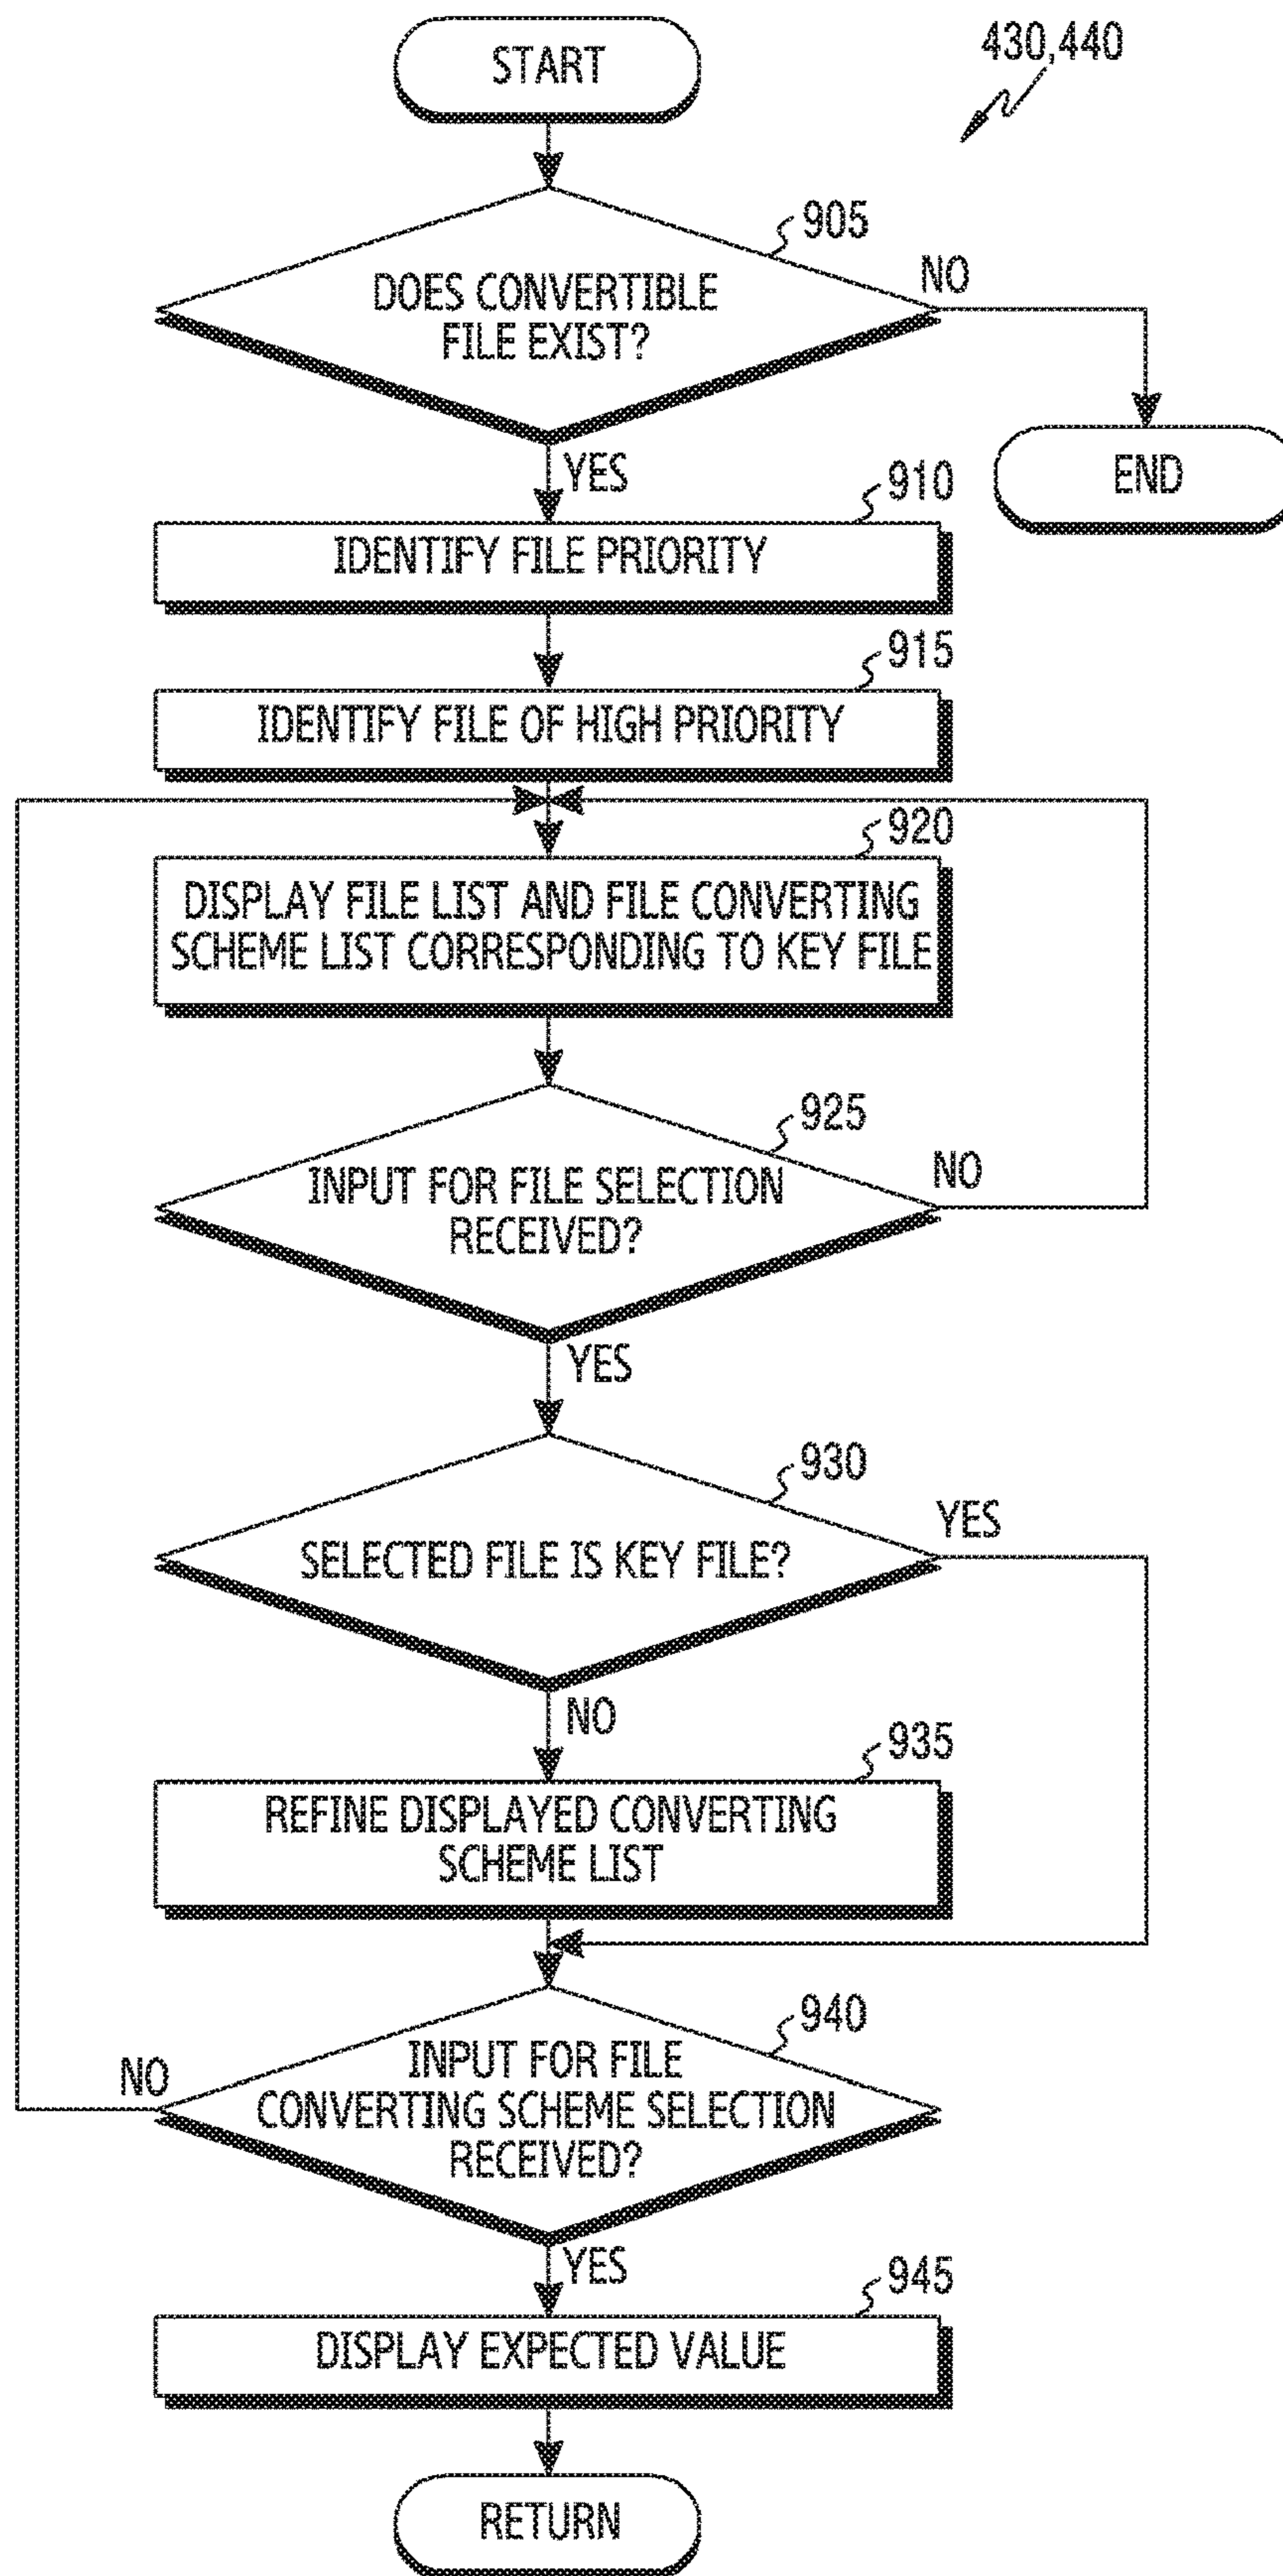 START
430,440
905
DOES CONVERTIBLE
FILE EXIST?
NO
END
YES
910
IDENTIFY FILE PRIORITY
915
IDENTIFY FILE OF HIGH PRIORITY
920
DISPLAY FILE LIST AND FILE CONVERTING
SCHEME LIST CORRESPONDING TO KEY FILE
925
INPUT FOR FILE SELECTION
RECEIVED?
NO
YES
930
SELECTED FILE IS KEY FILE?
YES
NO
935
REFINE DISPLAYED CONVERTING
SCHEME LIST
940
INPUT FOR FILE
CONVERTING SCHEME SELECTION
RECEIVED?
NO
YES
945
DISPLAY EXPECTED VALUE
RETURN